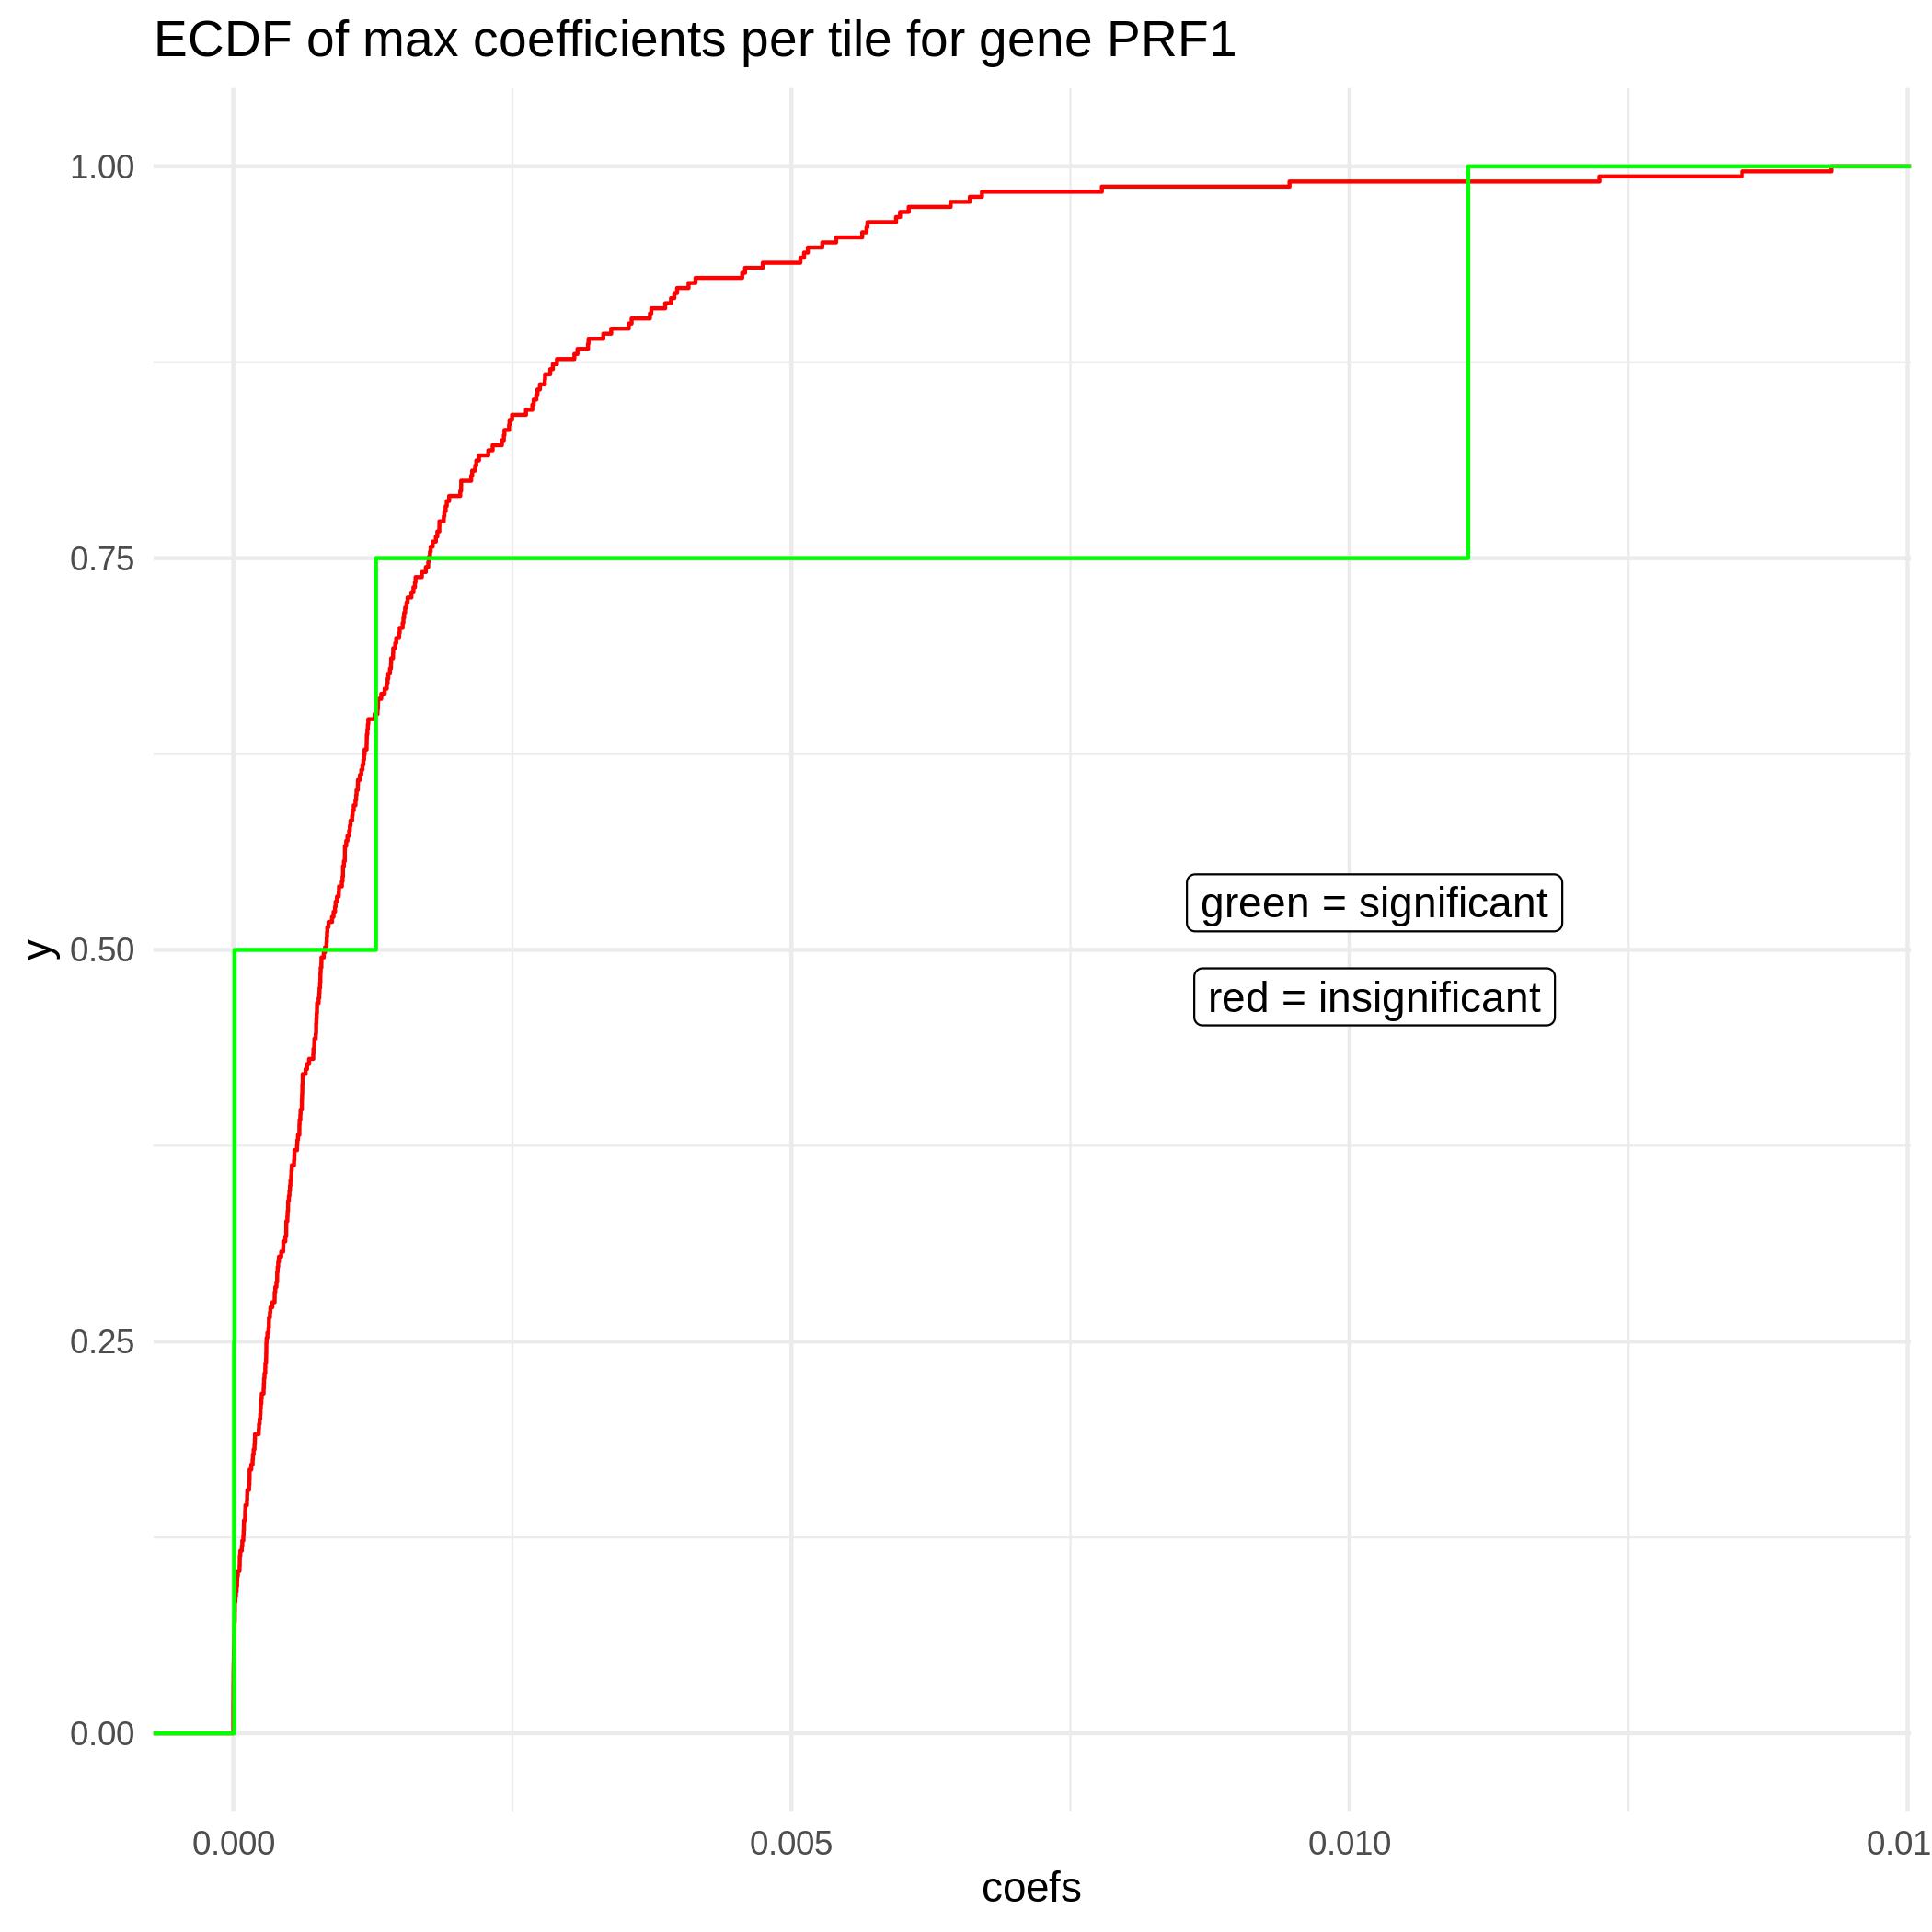 ECDF of max coefficients per tile for gene PRF1
1.00
0.75
0.50
0.25
0.00
y
green = significant
red = insignificant
0.000
0.005
0.010
0.01
coefs